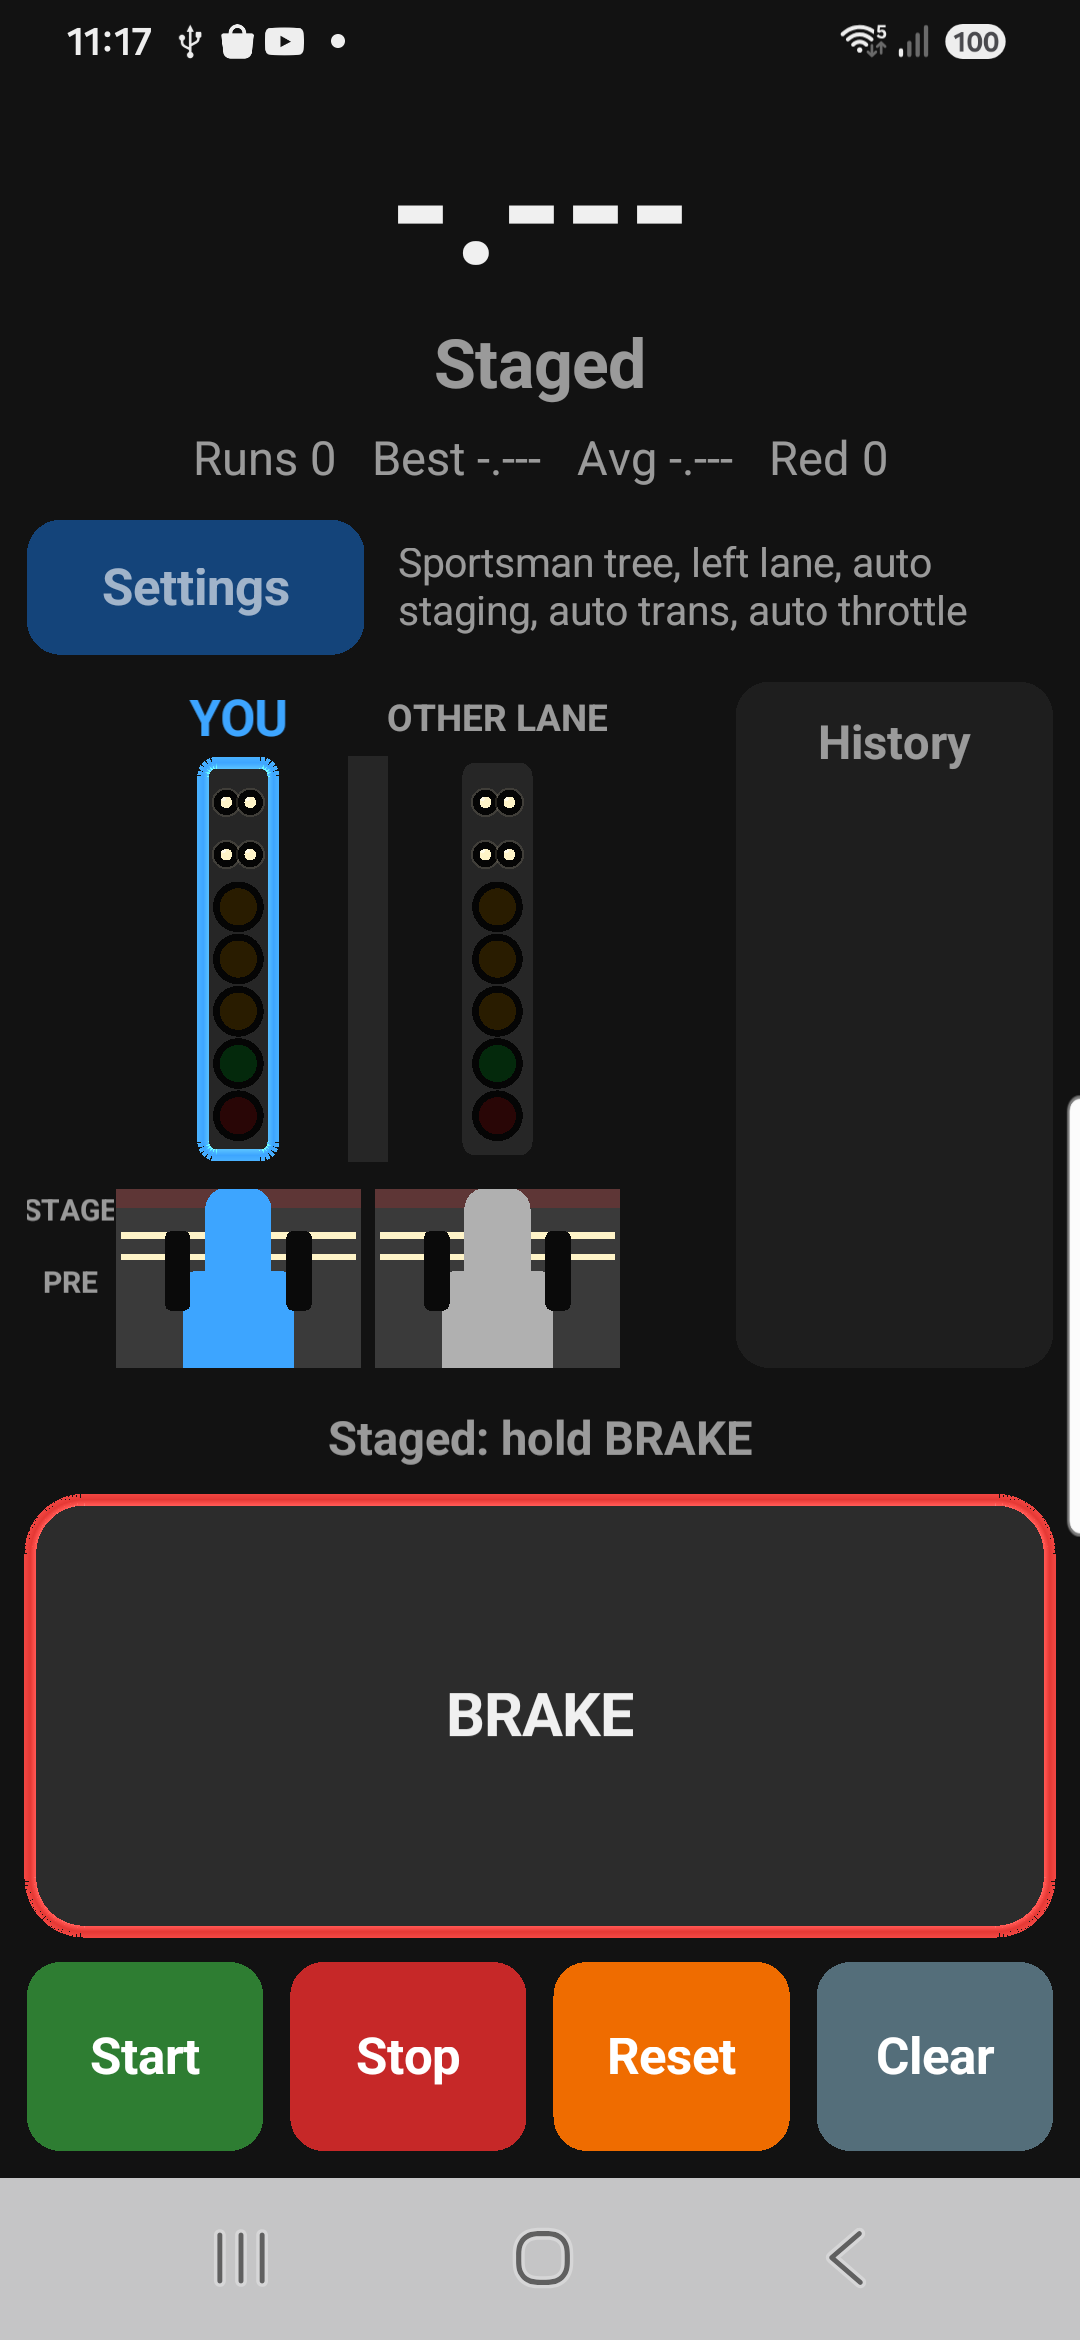 11:17
5
100
-.---
Staged
Runs 0 Best -.--- Avg -.--- Red 0
Settings
Sportsman tree, left lane, auto
staging, auto trans, auto throttle
YOU
OTHER LANE
History
STAGE
PRE
Staged: hold BRAKE
BRAKE
Start
Stop
Reset
Clear